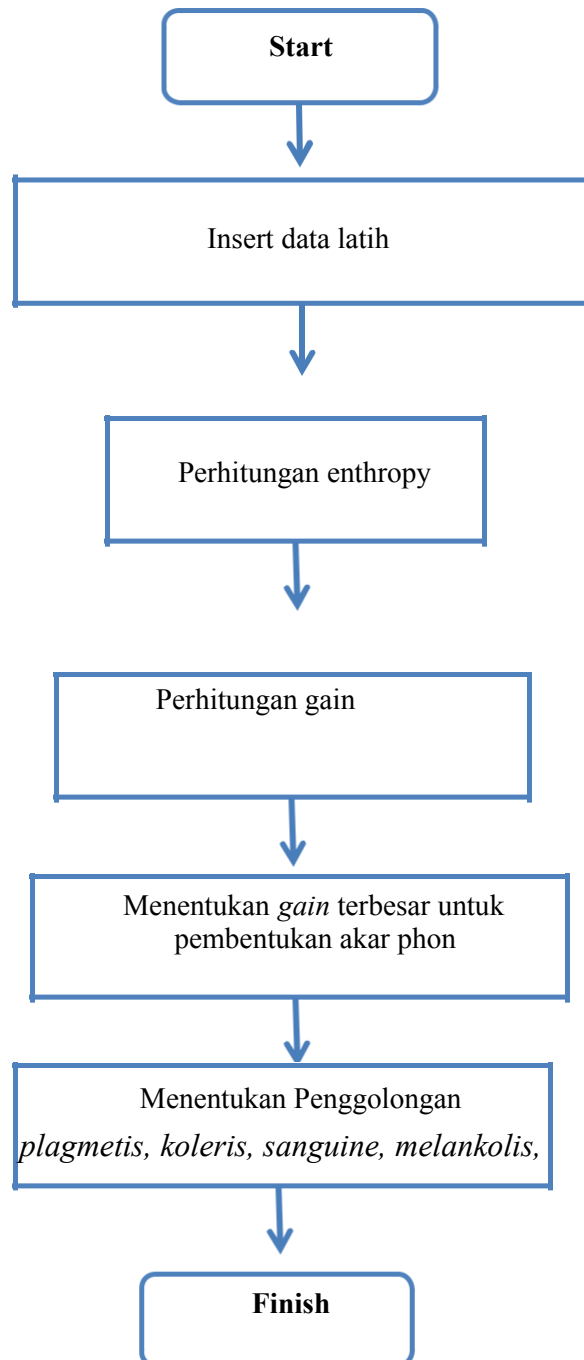 Start
Insert data latih
Perhitungan enthropy
Perhitungan gain
Menentukan gain terbesar untuk
pembentukan akar phon
Menentukan Penggolongan
plagmetis, koleris, sanguine, melankolis,
Finish